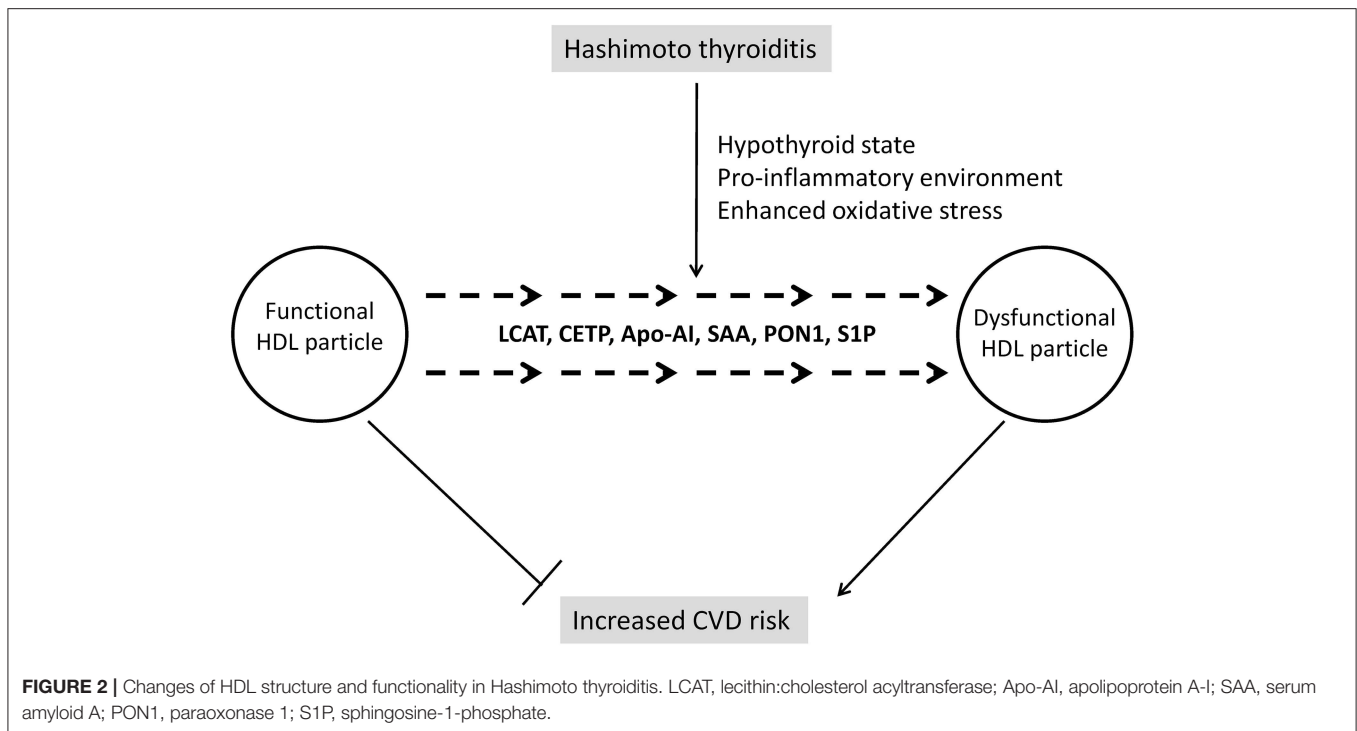 Hashimoto thyroiditis
Hypothyroid state
Pro-inflammatory environment
Enhanced oxidative stress
Functional
HDL particle
LCAT, CETP, Apo-AI, SAA, PON1, S1P
Dysfunctional
HDL particle
Increased CVD risk
FIGURE 2 | Changes of HDL structure and functionality in Hashimoto thyroiditis. LCAT, lecithin:cholesterol acyltransferase; Apo-AI, apolipoprotein A-I; SAA, serum
amyloid A; PON1, paraoxonase 1; S1P, sphingosine-1-phosphate.